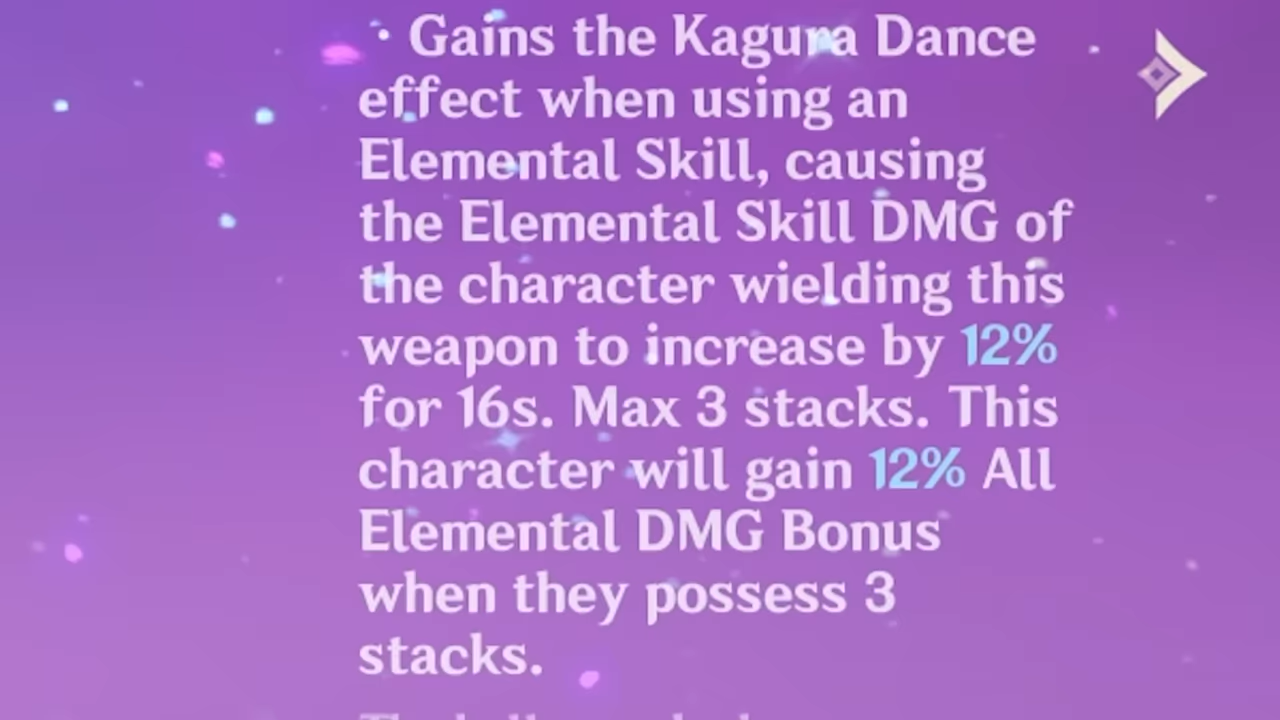 · Gains the Kagura Dance
effect when using an
Elemental Skill, causing
the Elemental Skill DMG of
the character wielding this
weapon to increase by 12%
for 16s. Max 3 stacks. This
character will gain 12% All
Elemental DMG Bonus
when they possess 3
stacks.